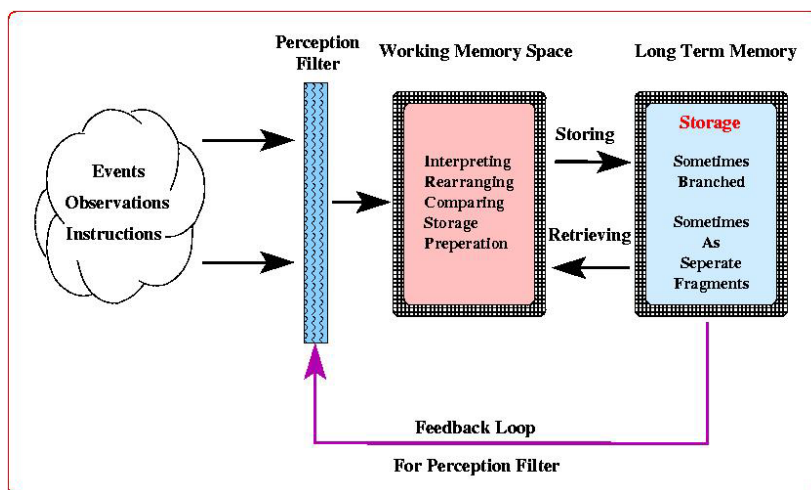 Perception
Filter
Working Memory Space
Long Term Memory
Events
Observations
Instructions
Interpreting
Rearranging
Comparing
Storage
Preperation
Storing
Retrieving
Storage
Sometimes
Branched
Sometimes
As
Seperate
Fragments
Feedback Loop
For Perception Filter